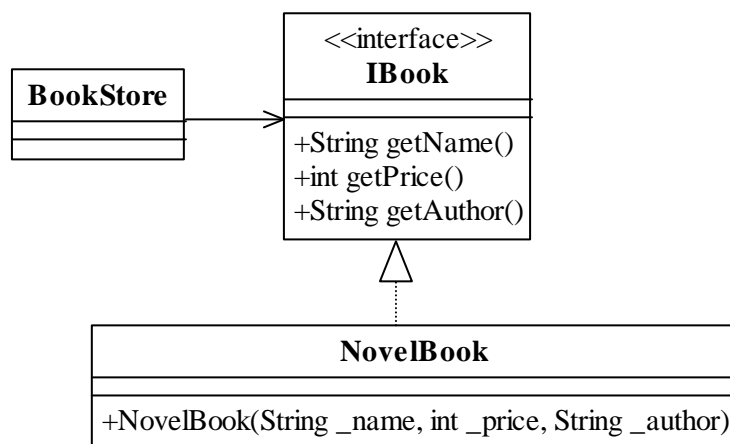 <<interface>>
IBook
BookStore
+String getName()
+int getPrice()
+String getAuthor()
NovelBook
+NovelBook(String _name, int _price, String _author)